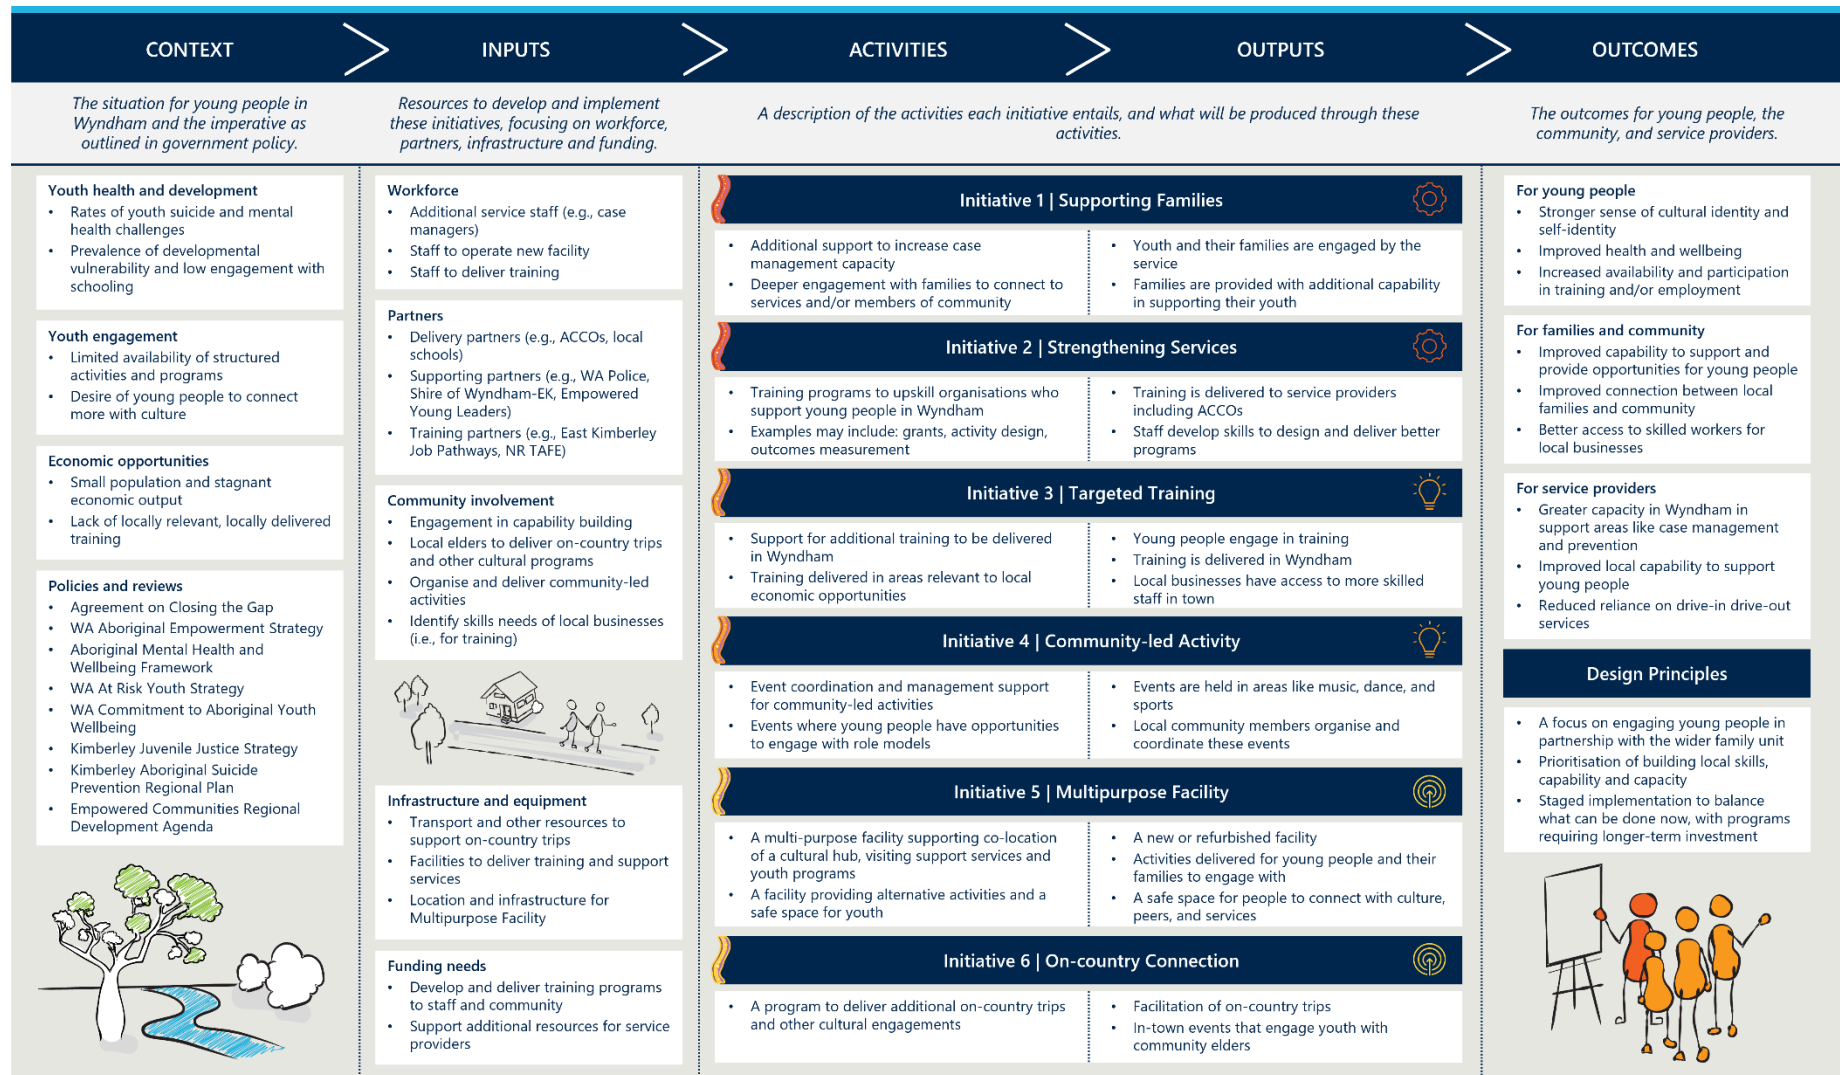 CONTEXT
INPUTS
ACTIVITIES
OUTPUTS
OUTCOMES
The situation for young people in
Wyndham and the imperative as
outlined in government policy.
Resources to develop and implement
these initiatives, focusing on workforce,
partners, infrastructure and funding.
A description of the activities each initiative entails, and what will be produced through these
activities.
The outcomes for young people, the
community, and service providers.
Youth health and development
• Rates of youth suicide and mental
health challenges
• Prevalence of developmental
vulnerability and low engagement with
schooling
Youth engagement
• Limited availability of structured
activities and programs
• Desire of young people to connect
more with culture
Economic opportunities
• Small population and stagnant
economic output
• Lack of locally relevant, locally delivered
training
Policies and reviews
• Agreement on Closing the Gap
• WA Aboriginal Empowerment Strategy
• Aboriginal Mental Health and
Wellbeing Framework
• WA At Risk Youth Strategy
• WA Commitment to Aboriginal Youth
Wellbeing
• Kimberley Juvenile Justice Strategy
• Kimberley Aboriginal Suicide
Prevention Regional Plan
• Empowered Communities Regional
Development Agenda
Workforce
• Additional service staff (e.g., case
managers)
• Staff to operate new facility
• Staff to deliver training
Partners
• Delivery partners (e.g., ACCOs, local
schools)
• Supporting partners (e.g., WA Police,
Shire of Wyndham-EK, Empowered
Young Leaders)
• Training partners (e.g., East Kimberley
Job Pathways, NR TAFE)
Community involvement
• Engagement in capability building
• Local elders to deliver on-country trips
and other cultural programs
• Organise and deliver community-led
activities
• Identify skills needs of local businesses
(i.e., for training)
Infrastructure and equipment
• Transport and other resources to
support on-country trips
• Facilities to deliver training and support
services
• Location and infrastructure for
Multipurpose Facility
Funding needs
• Develop and deliver training programs
to staff and community
• Support additional resources for service
providers
Initiative 1 | Supporting Families
• Additional support to increase case
management capacity
• Deeper engagement with families to connect to
services and/or members of community
• Youth and their families are engaged by the
service
• Families are provided with additional capability
in supporting their youth
Initiative 2 | Strengthening Services
• Training programs to upskill organisations who
support young people in Wyndham
• Examples may include: grants, activity design,
outcomes measurement
• Training is delivered to service providers
including ACCOs
• Staff develop skills to design and deliver better
programs
Initiative 3 | Targeted Training
• Support for additional training to be delivered
in Wyndham
• Training delivered in areas relevant to local
economic opportunities
• Young people engage in training
• Training is delivered in Wyndham
• Local businesses have access to more skilled
staff in town
Initiative 4 | Community-led Activity
• Event coordination and management support
for community-led activities
• Events where young people have opportunities
to engage with role models
• Events are held in areas like music, dance, and
sports
• Local community members organise and
coordinate these events
Initiative 5 | Multipurpose Facility
• A multi-purpose facility supporting co-location
of a cultural hub, visiting support services and
youth programs
• A facility providing alternative activities and a
safe space for youth
• A new or refurbished facility
• Activities delivered for young people and their
families to engage with
• A safe space for people to connect with culture,
peers, and services
Initiative 6 | On-country Connection
• A program to deliver additional on-country trips
and other cultural engagements
• Facilitation of on-country trips
• In-town events that engage youth with
community elders
For young people
• Stronger sense of cultural identity and
self-identity
• Improved health and wellbeing
• Increased availability and participation
in training and/or employment
For families and community
• Improved capability to support and
provide opportunities for young people
• Improved connection between local
families and community
• Better access to skilled workers for
local businesses
For service providers
• Greater capacity in Wyndham in
support areas like case management
and prevention
• Improved local capability to support
young people
• Reduced reliance on drive-in drive-out
services
Design Principles
• A focus on engaging young people in
partnership with the wider family unit
• Prioritisation of building local skills,
capability and capacity
• Staged implementation to balance
what can be done now, with programs
requiring longer-term investment